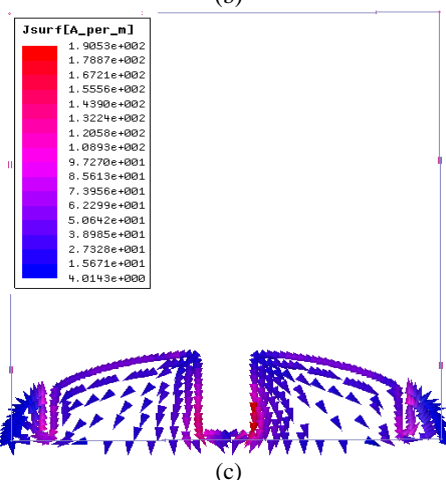 (b)
Jsurf[A_per_m]
1.9053e+002
1.7887e+002
1.6721e+002
1.5556e+002
1.4390e+002
1.3224e+002
1.2058e+002
1.0893e+002
9.7270e+001
8.5613e+001
7.3956e+001
6.2299e+001
5.0642e+001
3.8985e+001
2.7328e+001
1.5671e+001
4.0143e+000
(c)